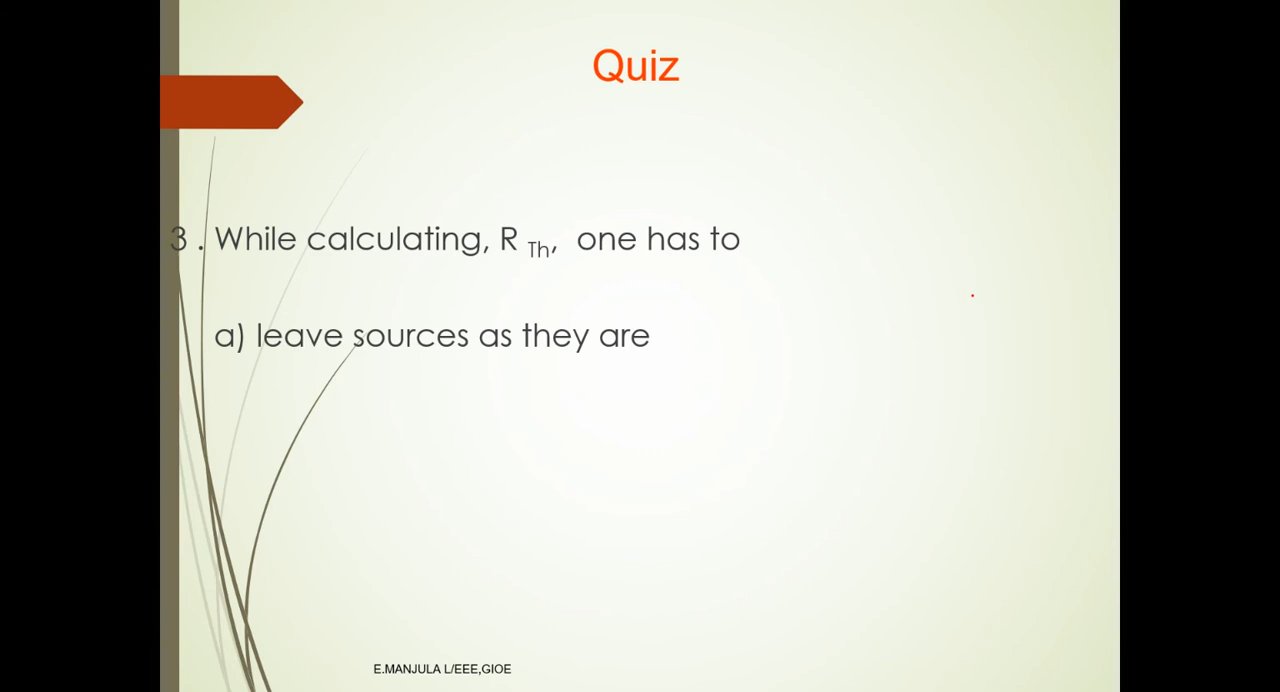 Quiz
3 . While calculating, R Th, one has to
a) leave sources as they are
E.MANJULA L/EEE,GIOE